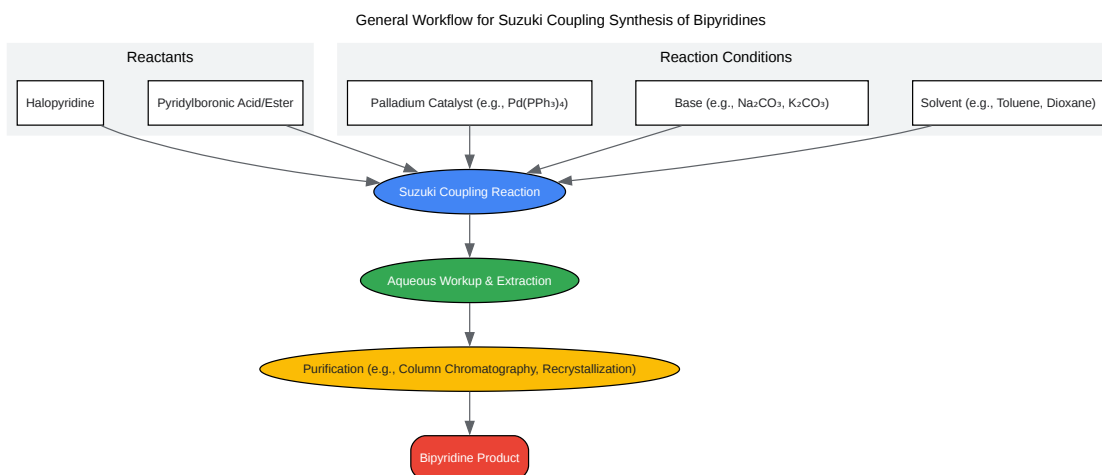 General Workflow for Suzuki Coupling Synthesis of Bipyridines
Reactants
Reaction Conditions
Halopyridine
Pyridylboronic Acid/Ester
Palladium Catalyst (e.g., Pd(PPh₃)₄)
Base (e.g., Na₂CO₃, K₂CO₃)
Solvent (e.g., Toluene, Dioxane)
Suzuki Coupling Reaction
Aqueous Workup & Extraction
Purification (e.g., Column Chromatography, Recrystallization)
Bipyridine Product